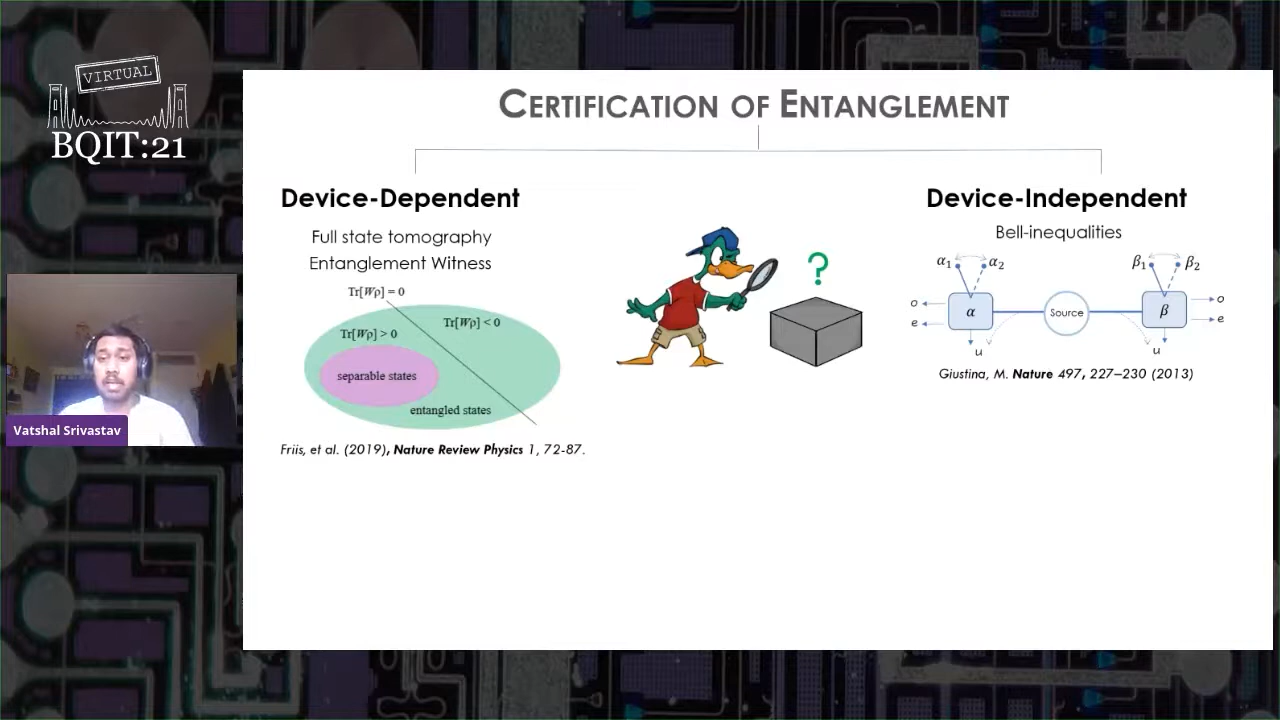 VIRTUAL
BQIT:21
CERTIFICATION OF ENTANGLEMENT
Device-Dependent
Full state tomography
Entanglement Witness
Tr[Wρ] = 0
Tr[Wρ] > 0
Tr[Wρ] < 0
separable states
entangled states
Friis, et al. (2019), Nature Review Physics 1, 72-87.
?
Device-Independent
Bell-inequalities
α1 α2
β1 β2
o
e
α
u
Source
β
u
o
e
Giustina, M. Nature 497, 227–230 (2013)
Vatshal Srivastav